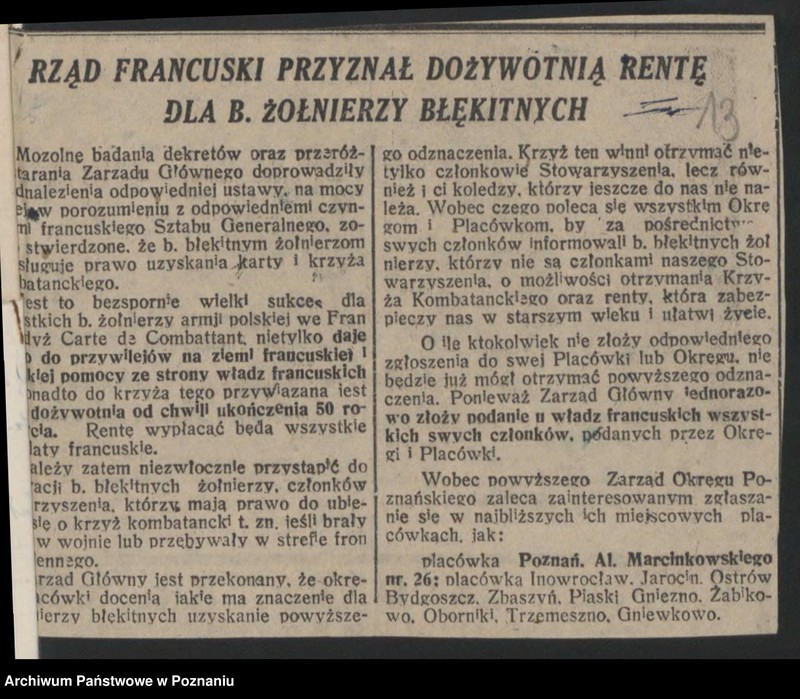 RZĄD FRANCUSKI PRZYZNAŁ DOŻYWOTNIĄ RENTĘ
DLA B. ŻOŁNIERZY BŁĘKITNYCH
13
Mozolnę badania dekretów oraz przeróż-
tarania Zarządu Głównego doprowadziły
dnalezienia odpowiedniej ustawy, na mocy
w porozumieniu z odpowiedniemi czyn-
mi francuskiego Sztabu Generalnego, zo-
stwierdzone, że b. błękitnym żołnierzom
sługuje prawo uzyskania karty i krzyża
batanckiego.
est to bezspornie wielki sukces dla
stkich b. żołnierzy armji polskiej we Fran
dyż Carte de Combattant, nietylko daje
o do przywilejów na ziemi francuskiej i
kiej pomocy ze strony władz francuskich
onadto do krzyża tego przywiązana jest
dożywotnia od chwili ukończenia 50 ro-
cia. Rentę wypłacać będą wszystkie
laty francuskie.
ależy zatem niezwłocznie przystąpić do
acji b. błękitnych żołnierzy, członków
rzyszenia, którzy mają prawo do ubie-
się o krzyż kombatancki t. zn. jeśli brały
w wojnie lub przębywały w strefie fron
ennego.
rząd Główny jest przekonany, że okrę-
acówki docenią jakie ma znaczenie dla
ierzy błękitnych uzyskanie powyższe-
go odznaczenia. Krzyż ten winni otrzymać nie-
tylko członkowie Stowarzyszenia, lecz rów-
nież i ci koledzy, którzy jeszcze do nas nie na-
leżą. Wobec czego poleca się wszystkim Okrę
gom i Placówkom, by za pośrednictw
swych członków informowali b. błękitnych żoł
nierzy, którzy nie są członkami naszego Sto-
warzyszenia, o możliwości otrzymania Krzy-
ża Kombatanckiego oraz renty, która zabez-
pieczy nas w starszym wieku i ułatwi życie.
O ile ktokolwiek nie złoży odpowiedniego
zgłoszenia do swej Placówki lub Okręgu, nie
będzie już mógł otrzymać powyższego odzna-
czenia. Ponieważ Zarząd Główny jednorazo-
wo złoży podanie u władz francuskich wszyst-
kich swych członków, podanych przez Okrę-
gi i Placówki.
Wobec powyższego Zarząd Okręgu Po-
znańskiego zaleca zainteresowanym zgłasza-
nie się w najbliższych ich miejscowych pla-
cówkach, jak:
placówka Poznań, Al. Marcinkowskiego
nr. 26; placówka Inowrocław, Jarocin, Ostrów
Bydgoszcz, Zbąszyń, Piaski Gniezno, Żabiko-
wo, Oborniki, Trzemeszno, Gniewkowo.
Archiwum Państwowe w Poznaniu